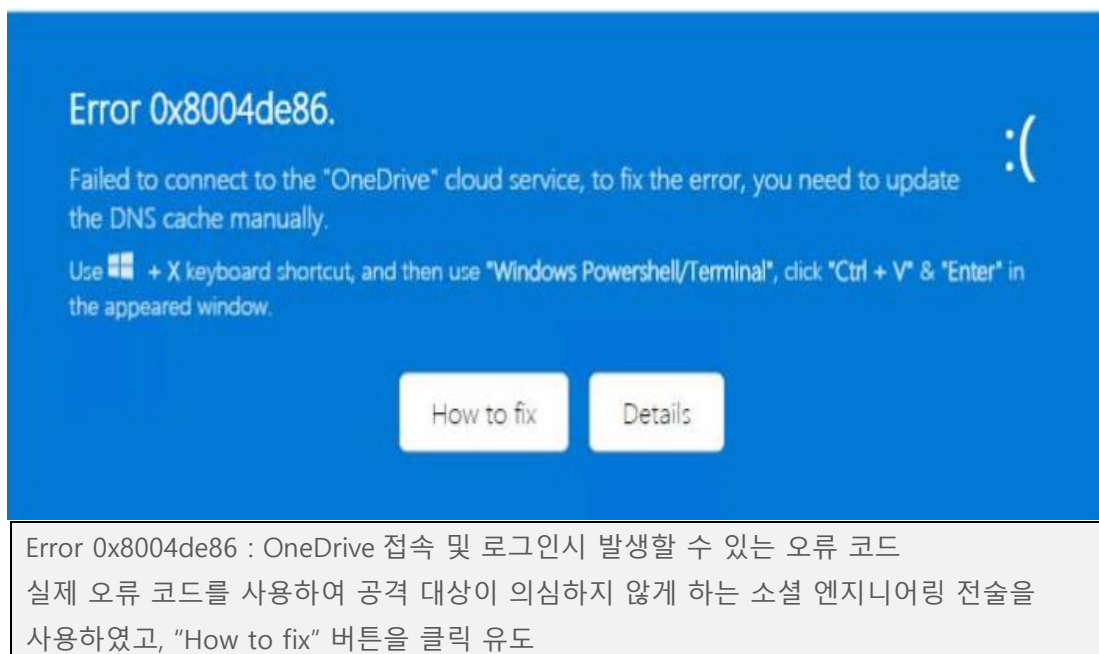 Error 0x8004de86.
:(
Failed to connect to the "OneDrive" cloud service, to fix the error, you need to update
the DNS cache manually.
Use + X keyboard shortcut, and then use "Windows Powershell/Terminal", click "Ctrl + V" & "Enter" in
the appeared window.
How to fix
Details
Error 0x8004de86 : OneDrive 접속 및 로그인시 발생할 수 있는 오류 코드
실제 오류 코드를 사용하여 공격 대상이 의심하지 않게 하는 소셜 엔지니어링 전술을
사용하였고, "How to fix" 버튼을 클릭 유도